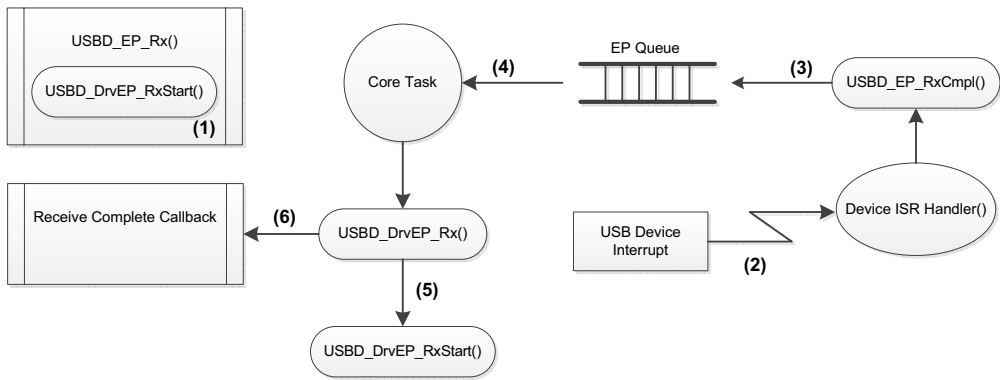 USBD_EP_Rx()
USBD_DrvEP_RxStart()
(1)
Core Task
(4)
EP Queue
(3)
USBD_EP_RxCmpl()
Receive Complete Callback
(6)
USBD_DrvEP_Rx()
USB Device
Interrupt
(2)
Device ISR Handler()
(5)
USBD_DrvEP_RxStart()